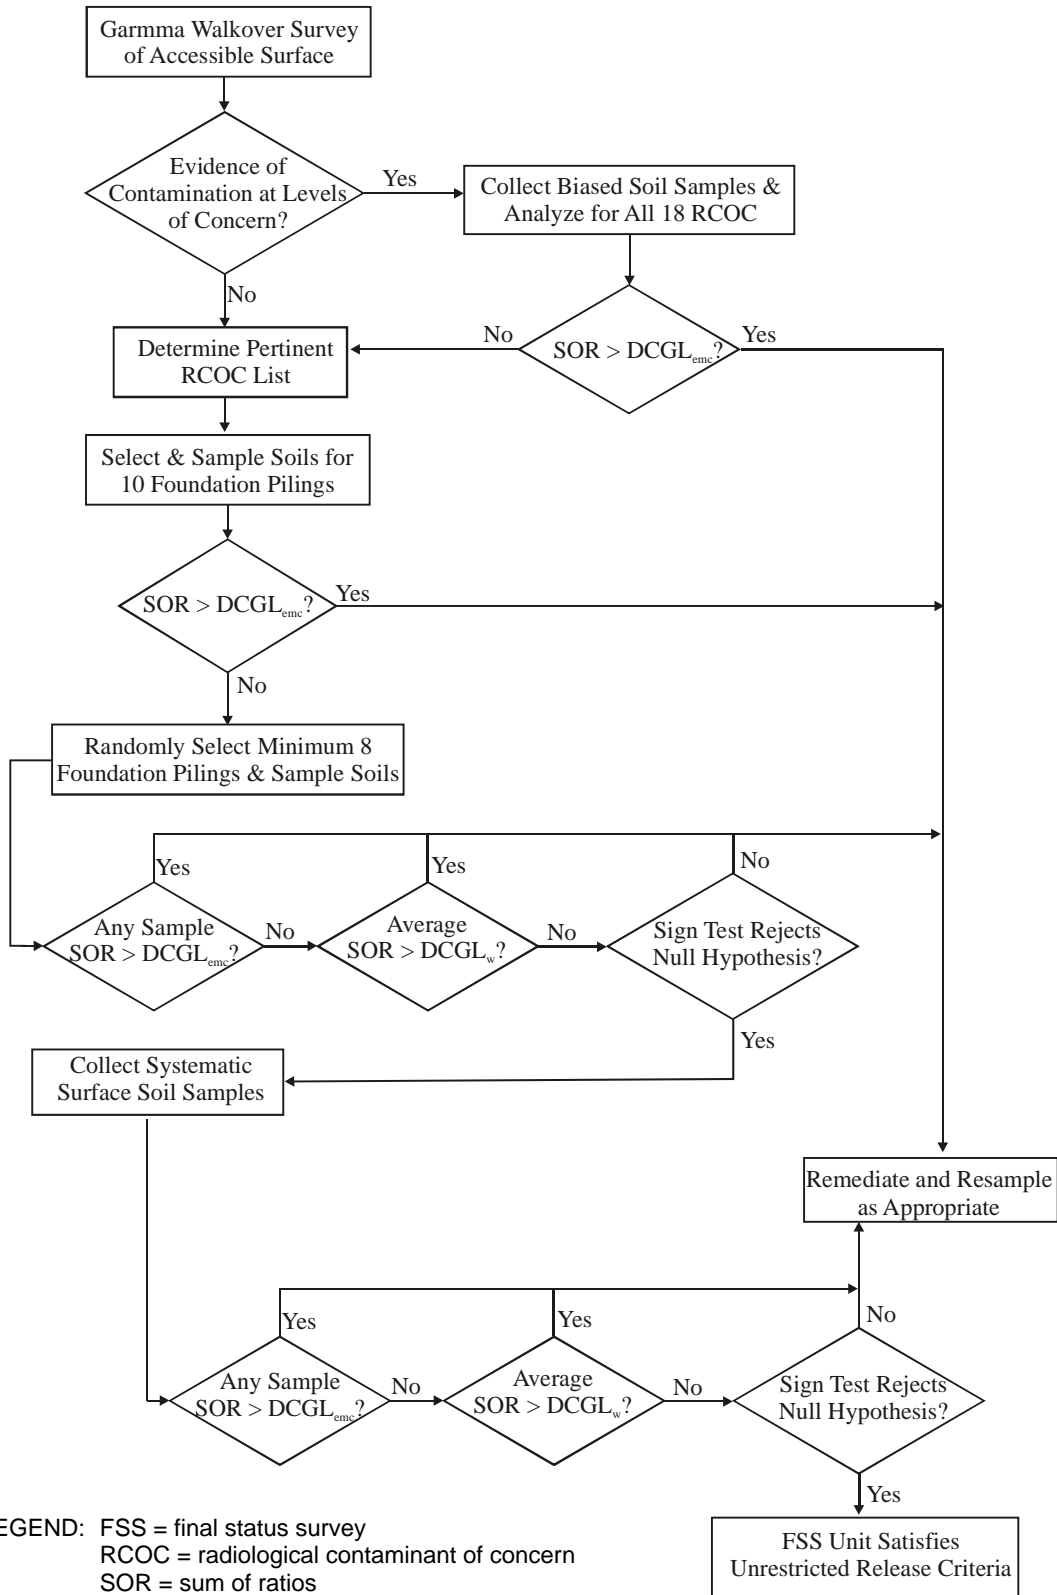 Garmma Walkover Survey
of Accessible Surface
Evidence of
Contamination at Levels
of Concern?
Yes
Collect Biased Soil Samples &
Analyze for All 18 RCOC
No
Determine Pertinent
RCOC List
No
SOR > DCGLemc?
Yes
Select & Sample Soils for
10 Foundation Pilings
SOR > DCGLemc?
Yes
No
Randomly Select Minimum 8
Foundation Pilings & Sample Soils
Yes
Yes
No
Any Sample
SOR > DCGLemc?
No
Average
SOR > DCGLw?
No
Sign Test Rejects
Null Hypothesis?
Yes
Collect Systematic
Surface Soil Samples
Remediate and Resample
as Appropriate
Yes
Yes
No
Any Sample
SOR > DCGLemc?
No
Average
SOR > DCGLw?
No
Sign Test Rejects
Null Hypothesis?
Yes
FSS Unit Satisfies
Unrestricted Release Criteria
EGEND: FSS = final status survey
RCOC = radiological contaminant of concern
SOR = sum of ratios